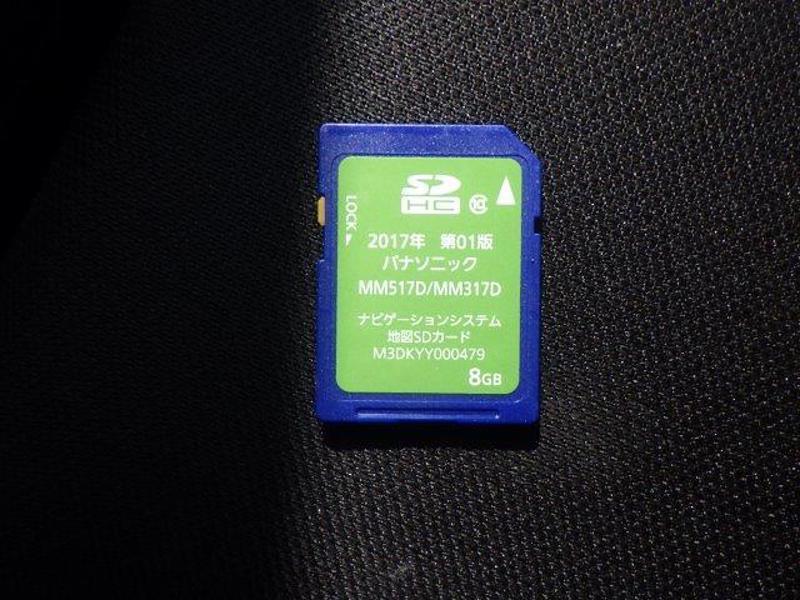 SD
HC 10
LOCK
2017年 第01版
パナソニック
MM517D/MM317D
ナビゲーションシステム
地図SDカード
M3DKYY000479
8GB